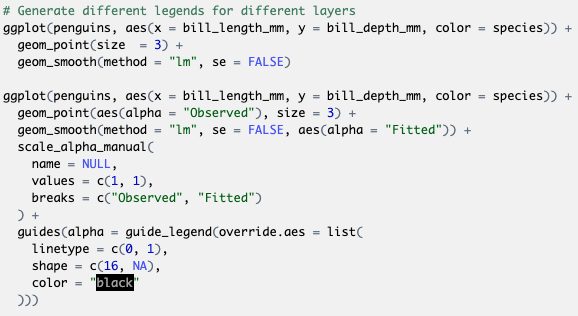 # Generate different legends for different layers
ggplot(penguins, aes(x = bill_length_mm, y = bill_depth_mm, color = species)) +
  geom_point(size  = 3) +
  geom_smooth(method = "lm", se = FALSE)

ggplot(penguins, aes(x = bill_length_mm, y = bill_depth_mm, color = species)) +
  geom_point(aes(alpha = "Observed"), size = 3) +
  geom_smooth(method = "lm", se = FALSE, aes(alpha = "Fitted")) +
  scale_alpha_manual(
    name = NULL,
    values = c(1, 1),
    breaks = c("Observed", "Fitted")
  ) +
  guides(alpha = guide_legend(override.aes = list(
    linetype = c(0, 1),
    shape = c(16, NA),
    color = "black"
  )))